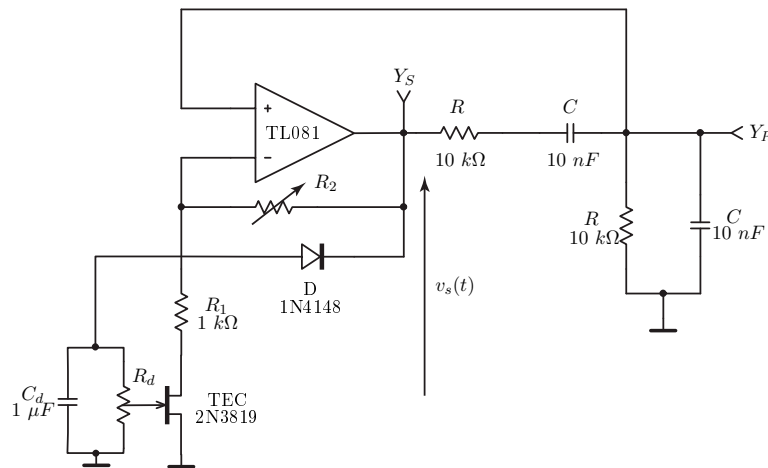 Y_S
+
TL081
−
R
10 kΩ
C
10 nF
R_2
D
1N4148
v_s(t)
R
10 kΩ
C
10 nF
R_1
1 kΩ
R_d
C_d
1 μF
TEC
2N3819